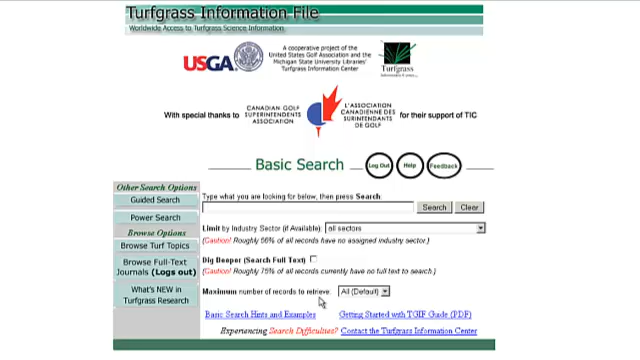 Turfgrass Information File
Worldwide Access to Turfgrass Science Information
USGA
A cooperative project of the
United States Golf Association and the
Michigan State University Libraries'
Turfgrass Information Center
Turfgrass
With special thanks to
CANADIAN GOLF
SUPERINTENDENTS
ASSOCIATION
L'ASSOCIATION
CANADIENNE DES
SURINTENDANTS
DE GOLF
for their support of TIC
Basic Search
Log Out
Help
Feedback
Other Search Options
Guided Search
Power Search
Browse Options
Browse Turf Topics
Browse Full-Text
Journals (Logs out)
What's NEW in
Turfgrass Research
Type what you are looking for below, then press Search:
Search
Clear
Limit by Industry Sector (if Available): all sectors
(Caution! Roughly 66% of all records have no assigned industry sector.)
Dig Deeper (Search Full Text)
(Caution! Roughly 75% of all records currently have no full text to search.)
Maximum number of records to retrieve: All (Default)
Basic Search Hints and Examples
Getting Started with TGIF Guide (PDF)
Experiencing Search Difficulties? Contact the Turfgrass Information Center